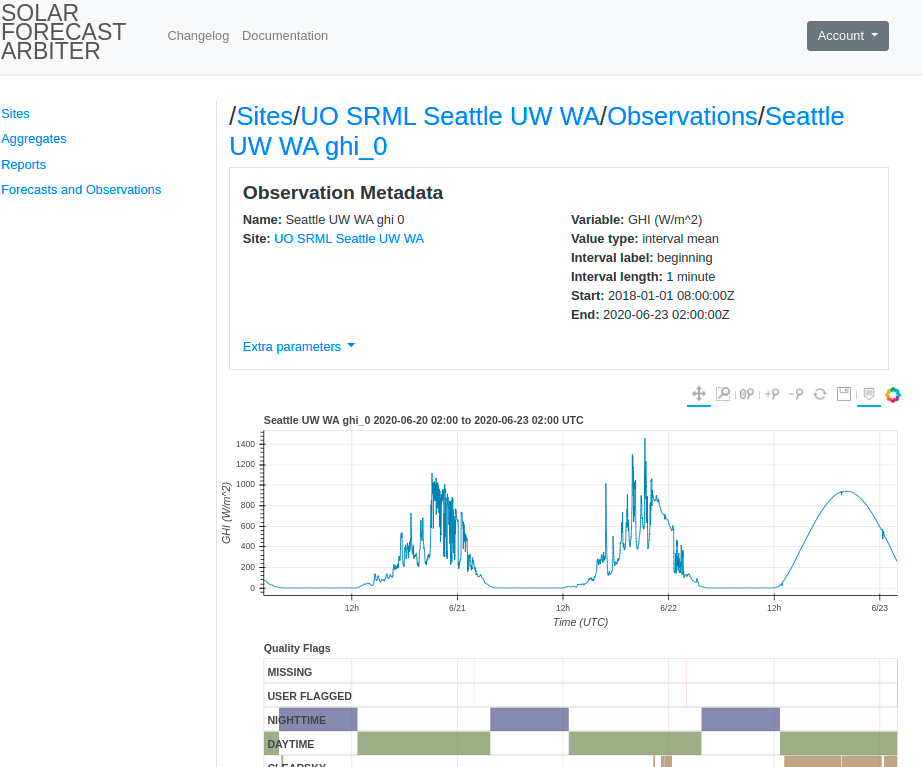 SOLAR
FORECAST
ARBITER
Changelog Documentation
Account
Sites
Aggregates
Reports
Forecasts and Observations
/Sites/UO SRML Seattle UW WA/Observations/Seattle
UW WA ghi_0
Observation Metadata
Name: Seattle UW WA ghi 0
Site: UO SRML Seattle UW WA
Variable: GHI (W/m^2)
Value type: interval mean
Interval label: beginning
Interval length: 1 minute
Start: 2018-01-01 08:00:00Z
End: 2020-06-23 02:00:00Z
Extra parameters
Seattle UW WA ghi_0 2020-06-20 02:00 to 2020-06-23 02:00 UTC
GHI (W/m^2)
1400
1200
1000
800
600
400
200
0
12h 6/21 12h 6/22 12h 6/23
Time (UTC)
Quality Flags
MISSING
USER FLAGGED
NIGHTTIME
DAYTIME
CLEARSKY